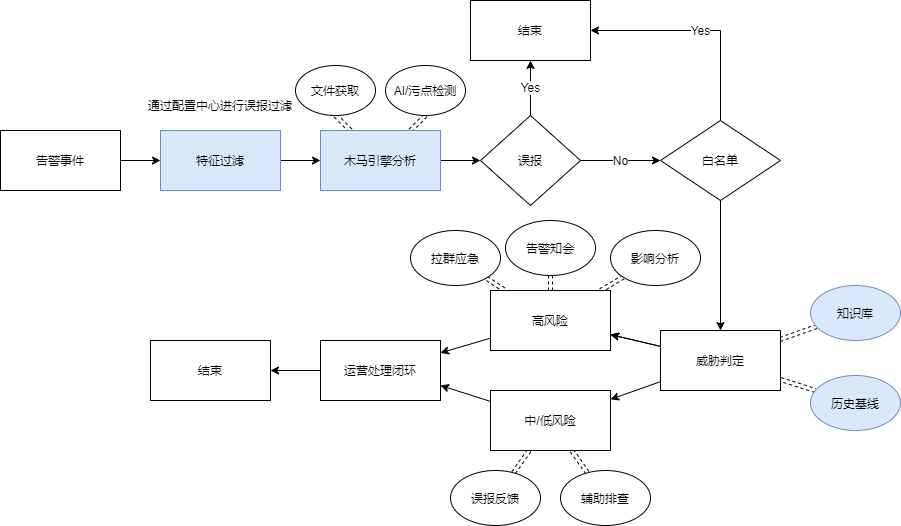 结束
Yes
文件获取
AI/污点检测
通过配置中心进行误报过滤
Yes
告警事件
特征过滤
木马引擎分析
误报
No
白名单
拉群应急
告警知会
影响分析
知识库
高风险
结束
运营处理闭环
威胁判定
历史基线
中/低风险
误报反馈
辅助排查